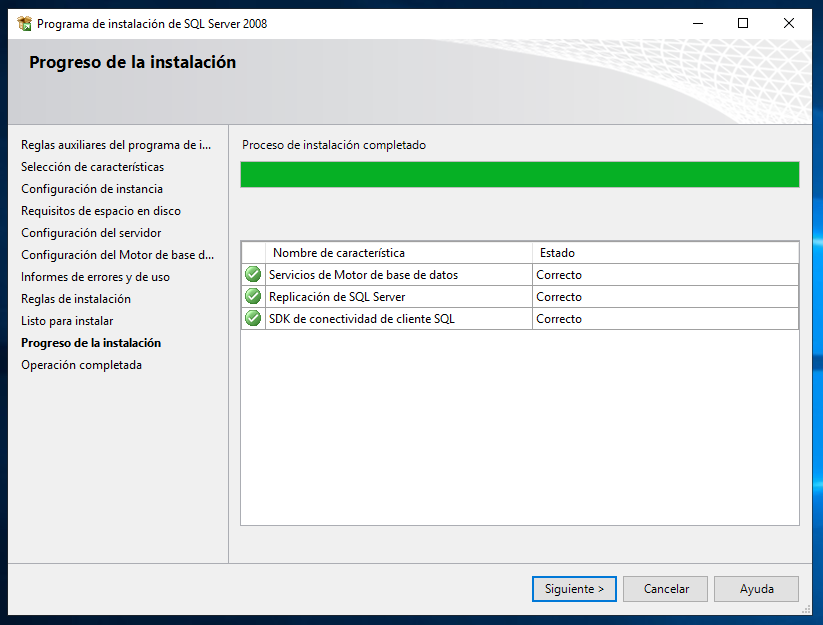 Programa de instalación de SQL Server 2008
Progreso de la instalación
Reglas auxiliares del programa de i...
Selección de características
Configuración de instancia
Requisitos de espacio en disco
Configuración del servidor
Configuración del Motor de base d...
Informes de errores y de uso
Reglas de instalación
Listo para instalar
Progreso de la instalación
Operación completada
Proceso de instalación completado
Nombre de característica Estado
Servicios de Motor de base de datos Correcto
Replicación de SQL Server Correcto
SDK de conectividad de cliente SQL Correcto
Siguiente > Cancelar Ayuda